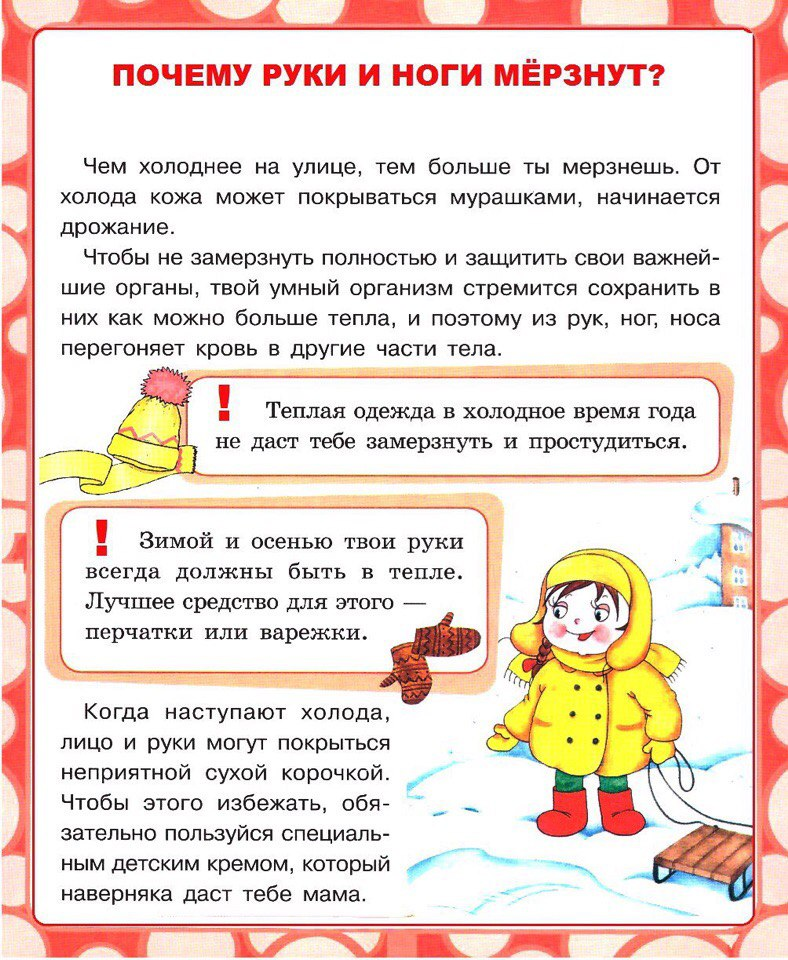 ПОЧЕМУ РУКИ И НОГИ МЁРЗНУТ?
Чем холоднее на улице, тем больше ты мерзнешь. От
холода кожа может покрываться мурашками, начинается
дрожание.
Чтобы не замерзнуть полностью и защитить свои важней-
шие органы, твой умный организм стремится сохранить в
них как можно больше тепла, и поэтому из рук, ног, носа
перегоняет кровь в другие части тела.
! Теплая одежда в холодное время года
не даст тебе замерзнуть и простудиться.
! Зимой и осенью твои руки
всегда должны быть в тепле.
Лучшее средство для этого —
перчатки или варежки.
Когда наступают холода,
лицо и руки могут покрыться
неприятной сухой корочкой.
Чтобы этого избежать, обя-
зательно пользуйся специаль-
ным детским кремом, который
наверняка даст тебе мама.